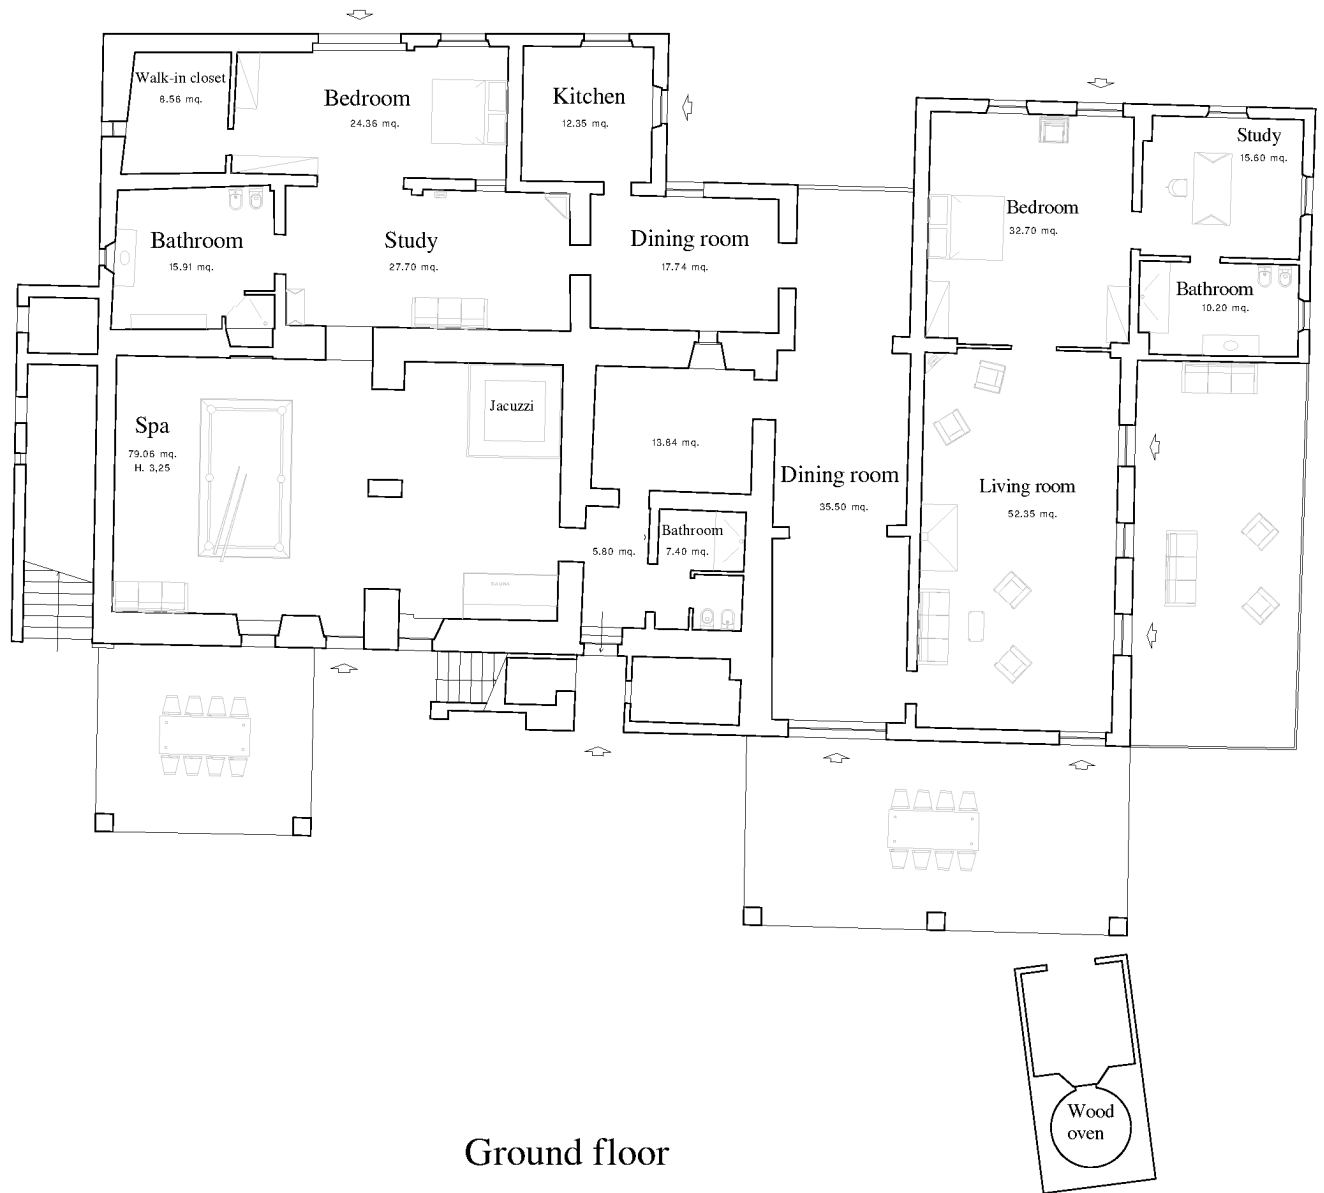 Walk-in closet
8.56 mq.
Bedroom
24.36 mq.
Kitchen
12.35 mq.
Study
15.60 mq.
Bedroom
32.70 mq.
Bathroom
15.91 mq.
Study
27.70 mq.
Dining room
17.74 mq.
Bathroom
10.20 mq.
Spa
79.06 mq.
H. 3,25
Jacuzzi
13.84 mq.
Dining room
35.50 mq.
Living room
52.35 mq.
5.80 mq.
Bathroom
7.40 mq.
SAUNA
Wood
oven
Ground floor